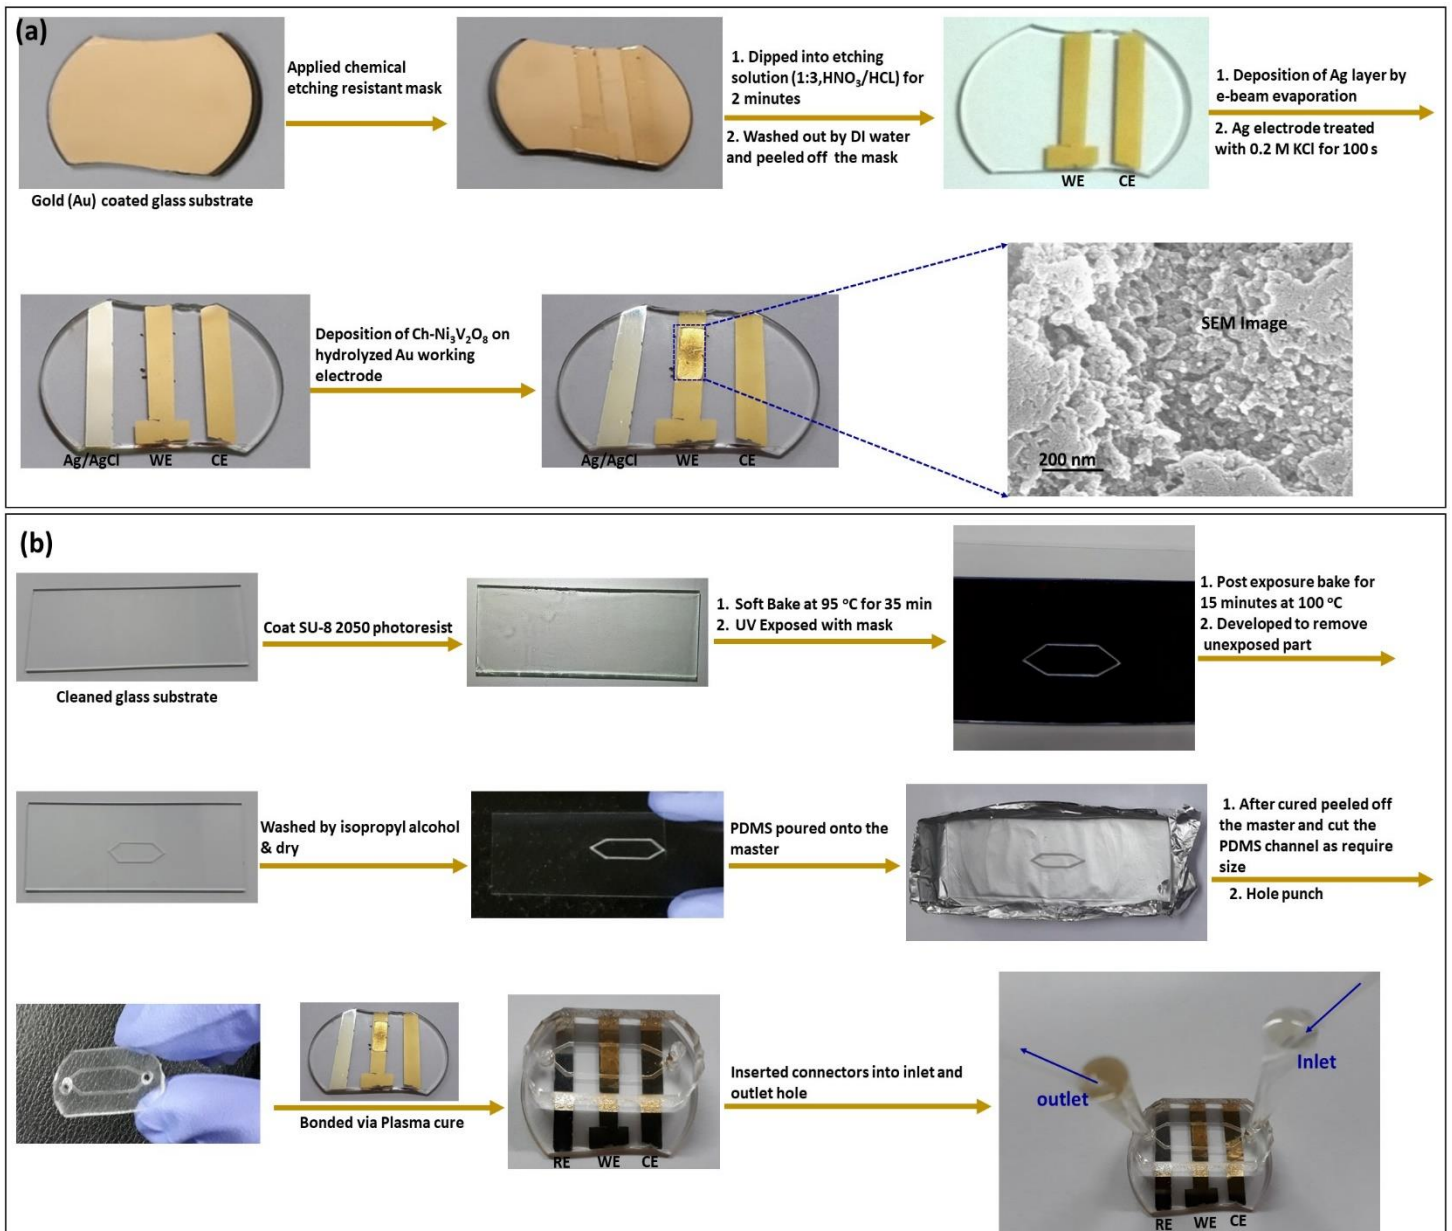 (a)
Applied chemical
etching resistant mask
1. Dipped into etching
solution (1:3,HNO₃/HCL) for
2 minutes
2. Washed out by DI water
and peeled off the mask
1. Deposition of Ag layer by
e-beam evaporation
2. Ag electrode treated
with 0.2 M KCl for 100 s
Gold (Au) coated glass substrate
WE CE
Deposition of Ch-Ni₃V₂O₈ on
hydrolyzed Au working
electrode
SEM Image
200 nm
Ag/AgCl WE CE
Ag/AgCl WE CE
(b)
Coat SU-8 2050 photoresist
1. Soft Bake at 95 °C for 35 min
2. UV Exposed with mask
1. Post exposure bake for
15 minutes at 100 °C
2. Developed to remove
unexposed part
Cleaned glass substrate
Washed by isopropyl alcohol
& dry
PDMS poured onto the
master
1. After cured peeled off
the master and cut the
PDMS channel as require
size
2. Hole punch
Bonded via Plasma cure
RE WE CE
Inserted connectors into inlet and
outlet hole
Inlet
outlet
RE WE CE